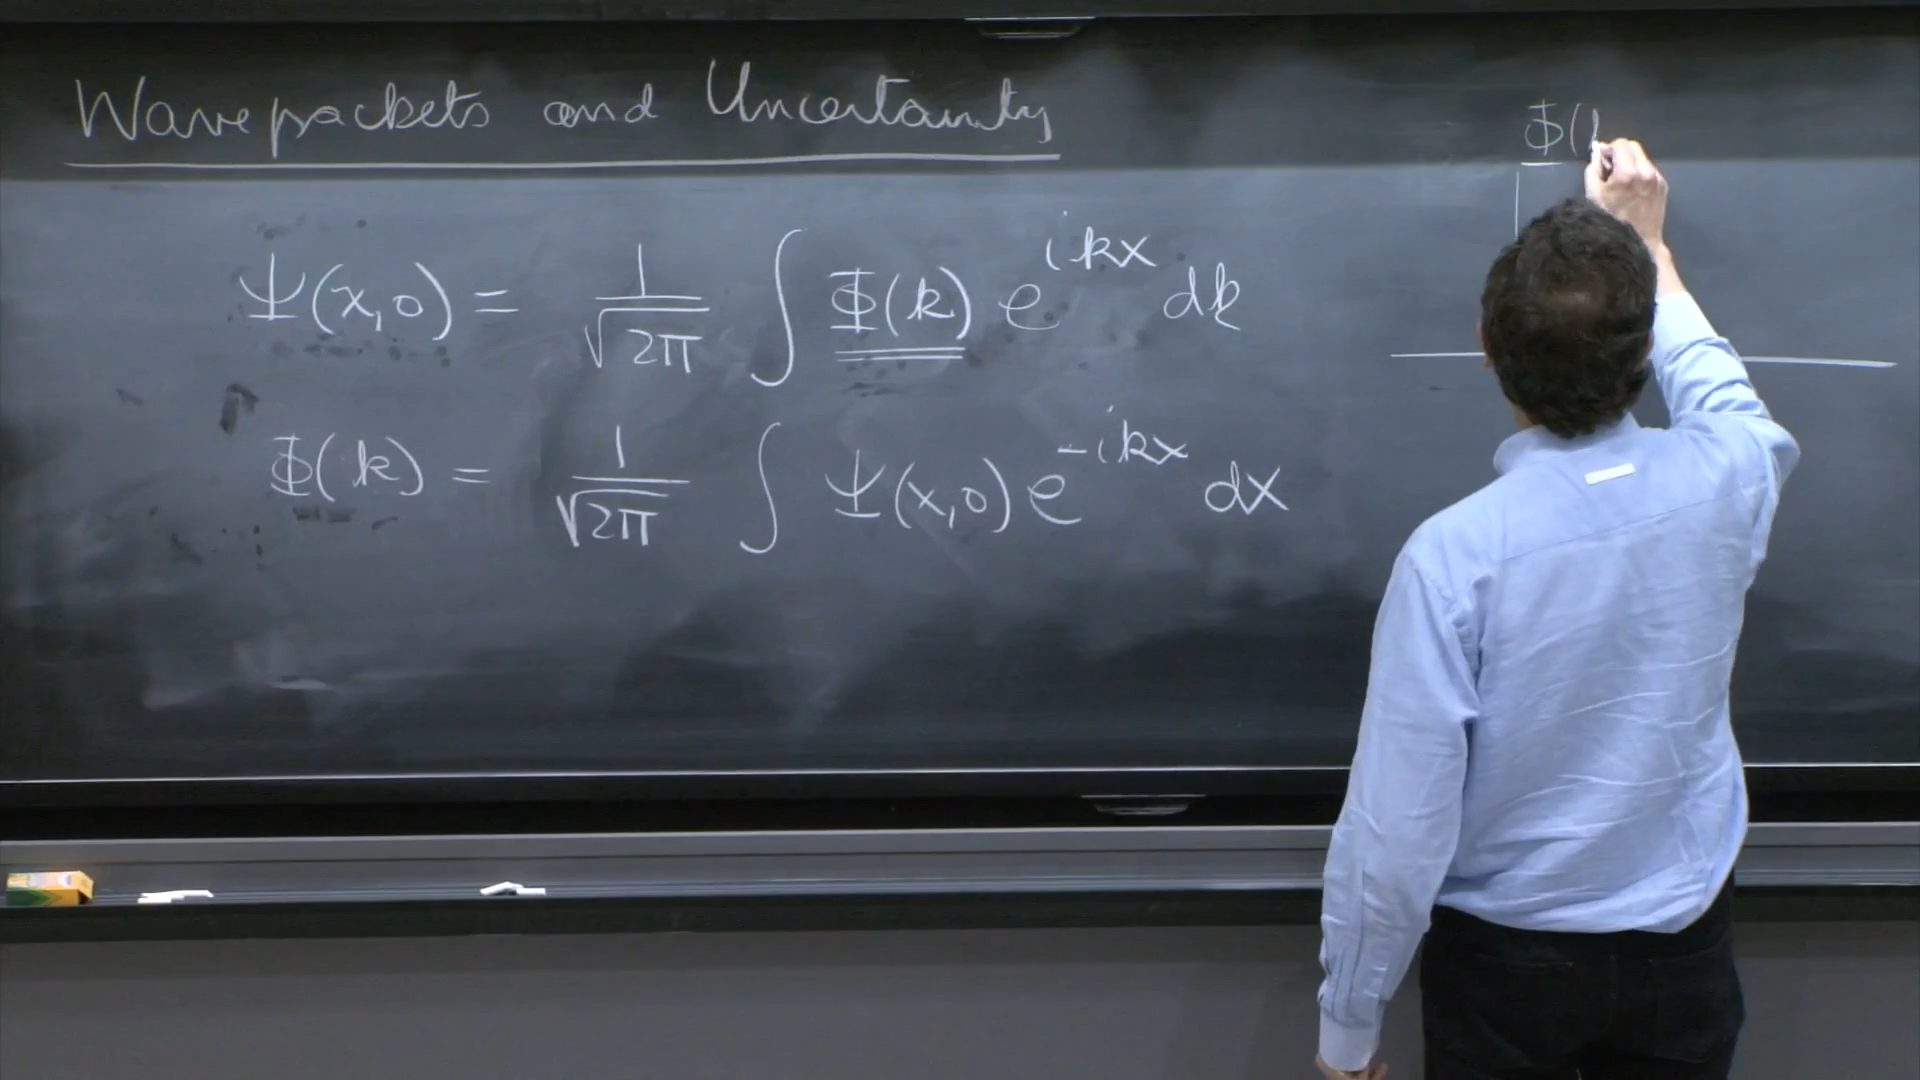 Wavepackets and Uncertainty
Ψ(x,0) = 1/√2π ∫ Φ(k) e^{ikx} dk
Φ(k) = 1/√2π ∫ Ψ(x,0) e^{-ikx} dx
Φ(